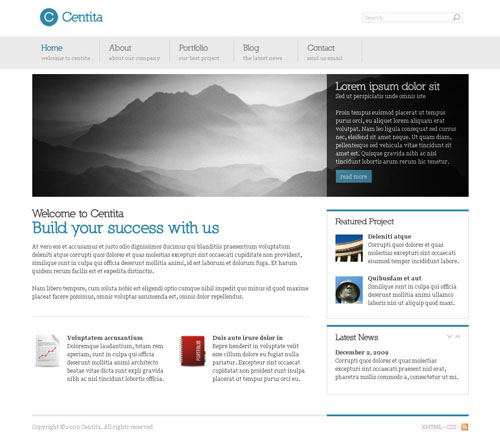 Centita
Search
Home
welcome to centita
About
about our company
Portfolio
our best project
Blog
the latest news
Contact
send us email
Lorem ipsum dolor sit
Sed ut perspiciatis unde omnis iste
Proin tempus euismod placerat ut tempus
purus orci, eu aliquet lorem aliquam erat
volutpat. Nam les ligula consequat sed cursus
nec, eleifend sit amet neque. Ut quam diam,
pellentesque sed vehicula vitae tincidunt sit
amet est. Quisque gravida nibh ac nisl
tincidunt lobortis arum rerum hic tenetur.
read more
Welcome to Centita
Build your success with us
At vero eos et accusamus et iusto odio dignissimos ducimus qui blanditiis praesentium voluptatum
deleniti atque corrupti quos dolores et quas molestias excepturi sint occaecati cupiditate non provident,
similique sunt in culpa qui officia deserunt mollitia animi, id est laborum et dolorum fuga. Et harum
quidem rerum facilis est et expedita distinctio.
Nam libero tempore, cum soluta nobis est eligendi optio cumque nihil impedit quo minus id quod maxime
placeat facere possimus, omnis voluptas assumenda est, omnis dolor repellendus.
Voluptatem accusantium
Doloremque laudantium, totam rem
aperiam, sunt in culpa qui officia
deserunt mollitia animi architecto
beatae vitae dicta sunt expli gravida
nibh ac nisl tincidunt lobortis officia.
PORTFOLIO
Duis aute irure dolor in
Repre henderit in voluptate velit
esse cillum dolore eu fugiat nulla
pariatur. Excepteur sint occaecat
cupidatat non proident inun placerat
ut tempus purus orci eu.
Featured Project
Deleniti atque
Corrupti quos dolores et quas
molestias excepturi sint occaecati
eiusmod tempor incididunt labore.
Quibusdam et aut
Similique sunt in culpa qui officia
deserunt mollitia animi ullamco
laboris nisi ut aliquip commodo.
Latest News
December 2, 2009
Corrupti quos dolores et quas molestias
excepturi sint occaecati praesent nisl erat,
pharetra mollis commodo a, consectetur ut mi.
Copyright ©2009 Centita. All rights reserved
XHTML - CSS -